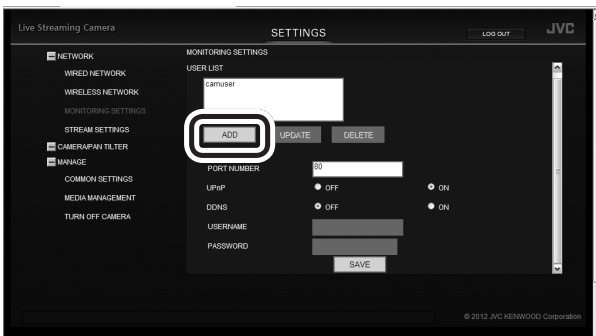 Live Streaming Camera
SETTINGS
LOG OUT
JVC
NETWORK
WIRED NETWORK
WIRELESS NETWORK
MONITORING SETTINGS
STREAM SETTINGS
CAMERA/PAN TILTER
MANAGE
COMMON SETTINGS
MEDIA MANAGEMENT
TURN OFF CAMERA
MONITORING SETTINGS
USER LIST
camuser
ADD UPDATE DELETE
PORT NUMBER 80
UPnP OFF ON
DDNS OFF ON
USERNAME
PASSWORD
SAVE
© 2012 JVC KENWOOD Corporation